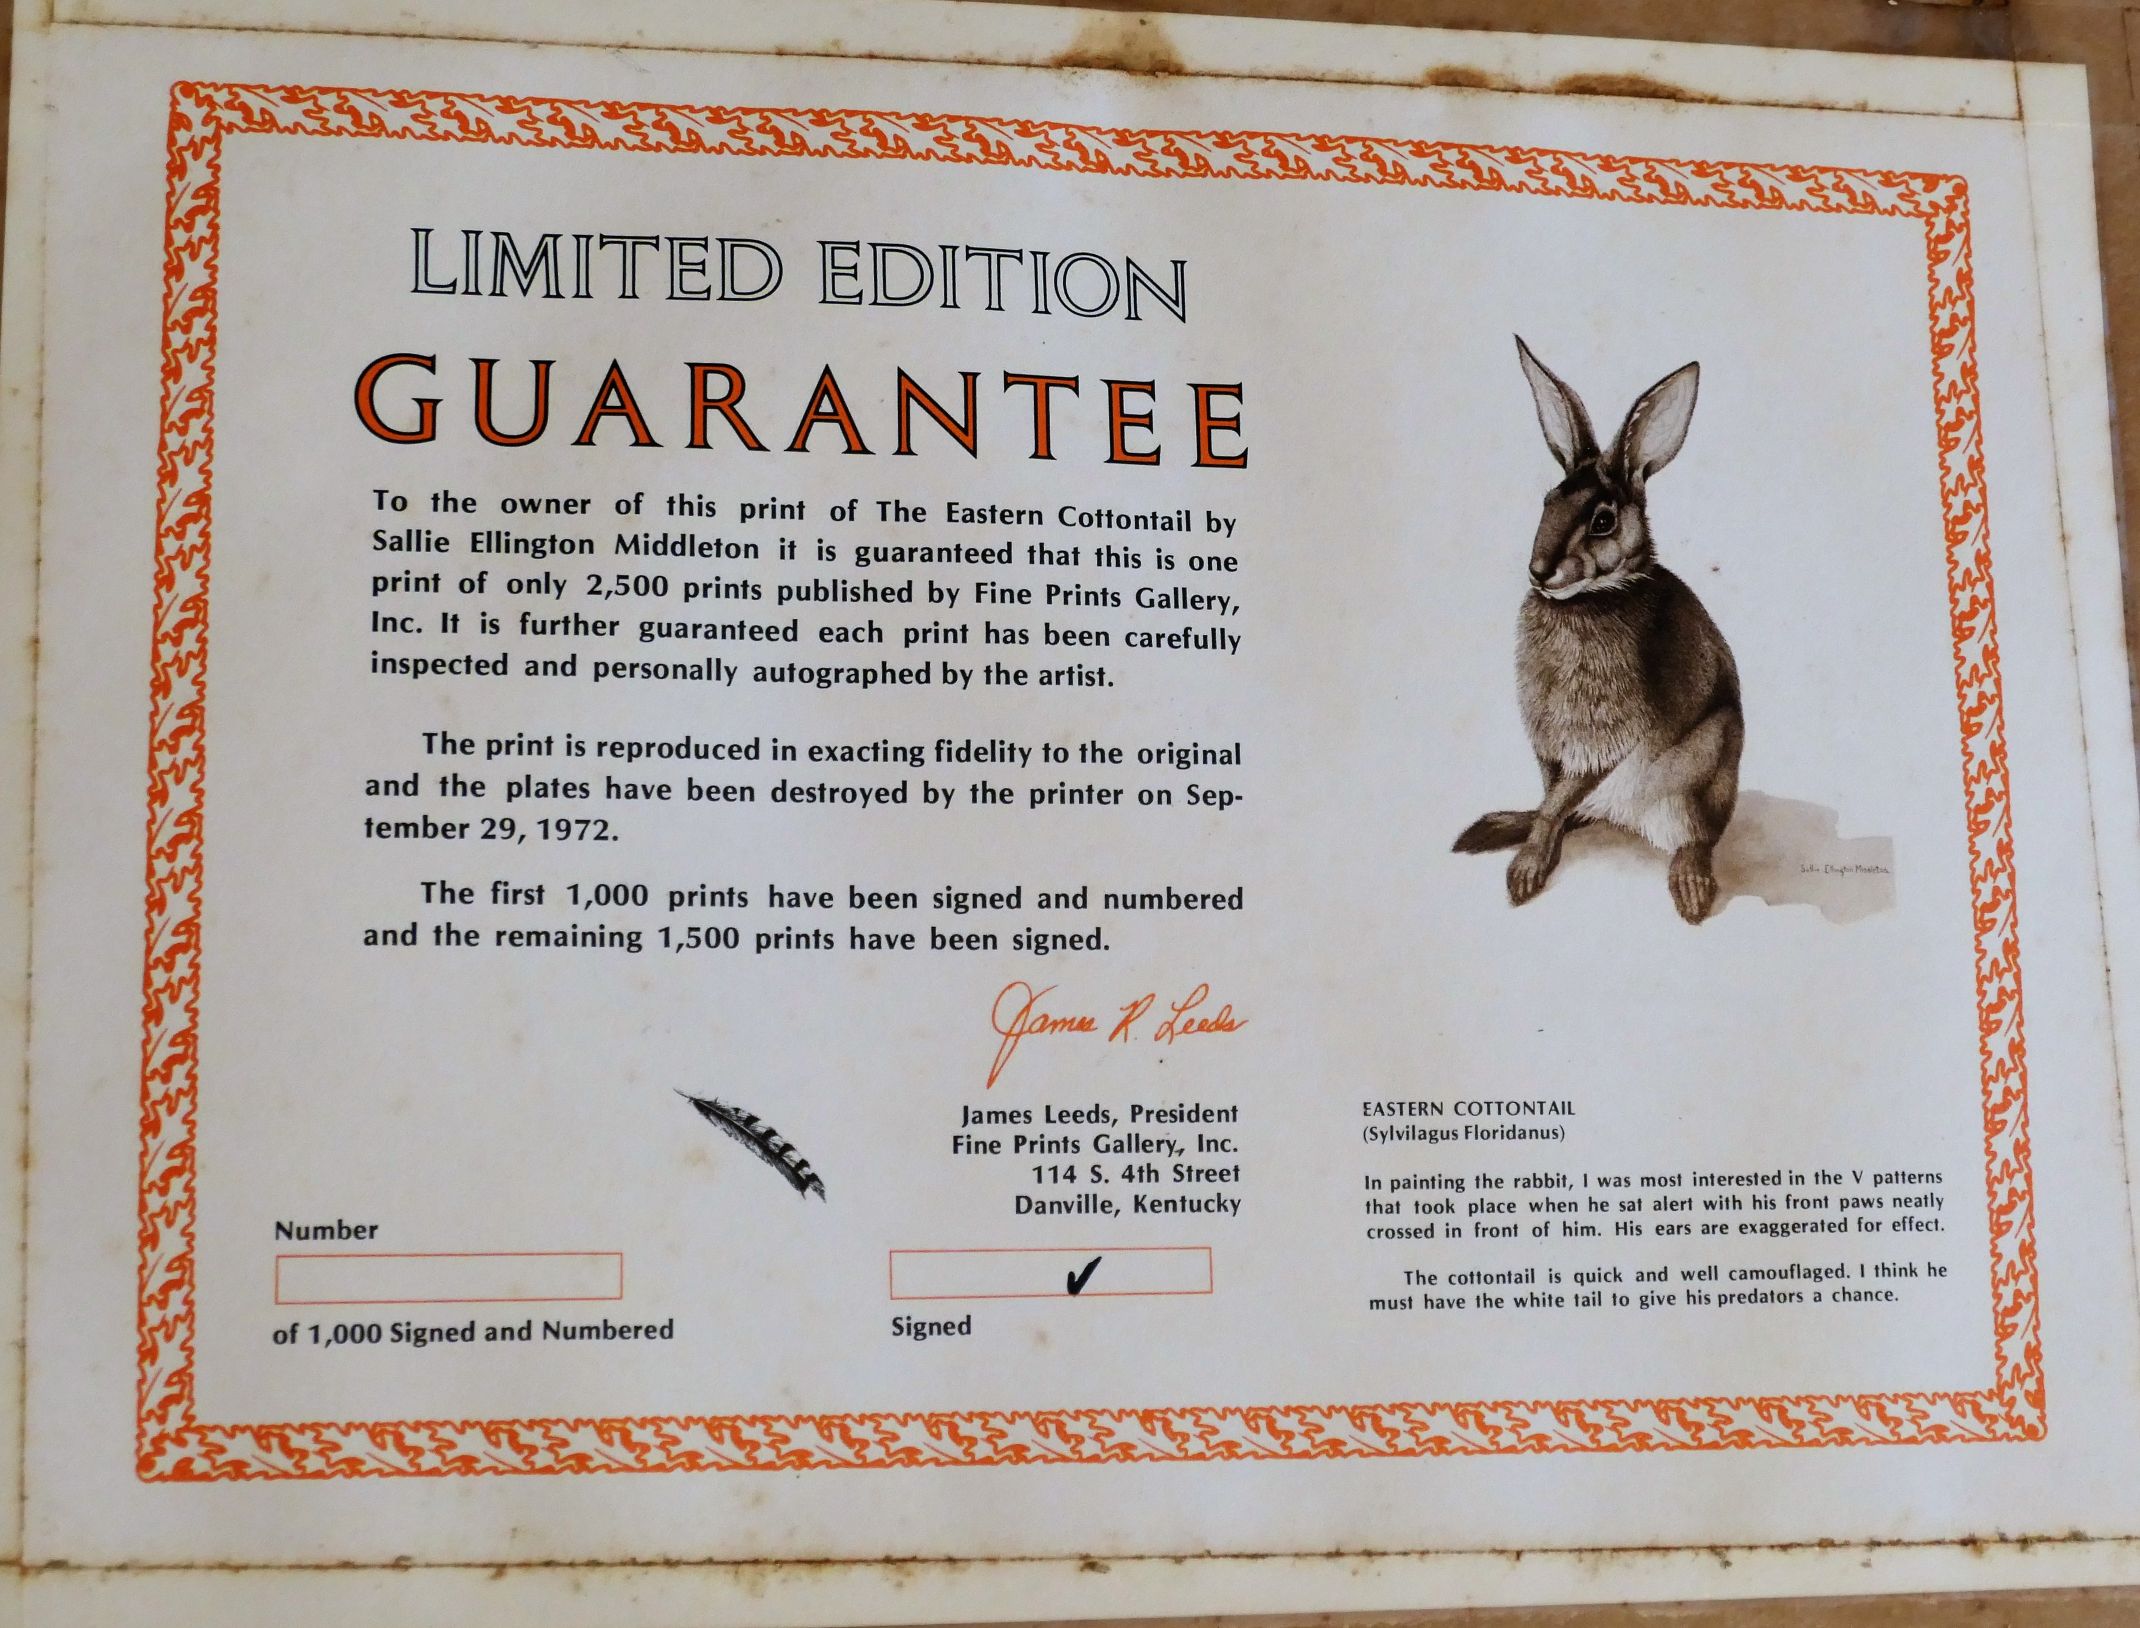 LIMITED EDITION
GUARANTEE
To the owner of this print of The Eastern Cottontail by
Sallie Ellington Middleton it is guaranteed that this is one
print of only 2,500 prints published by Fine Prints Gallery,
Inc. It is further guaranteed each print has been carefully
inspected and personally autographed by the artist.
The print is reproduced in exacting fidelity to the original
and the plates have been destroyed by the printer on Sep-
tember 29, 1972.
The first 1,000 prints have been signed and numbered
and the remaining 1,500 prints have been signed.
James R. Leeds
James Leeds, President
Fine Prints Gallery, Inc.
114 S. 4th Street
Danville, Kentucky
Number
of 1,000 Signed and Numbered
✓
Signed
Sallie Ellington Middleton
EASTERN COTTONTAIL
(Sylvilagus Floridanus)
In painting the rabbit, I was most interested in the V patterns
that took place when he sat alert with his front paws neatly
crossed in front of him. His ears are exaggerated for effect.
The cottontail is quick and well camouflaged. I think he
must have the white tail to give his predators a chance.